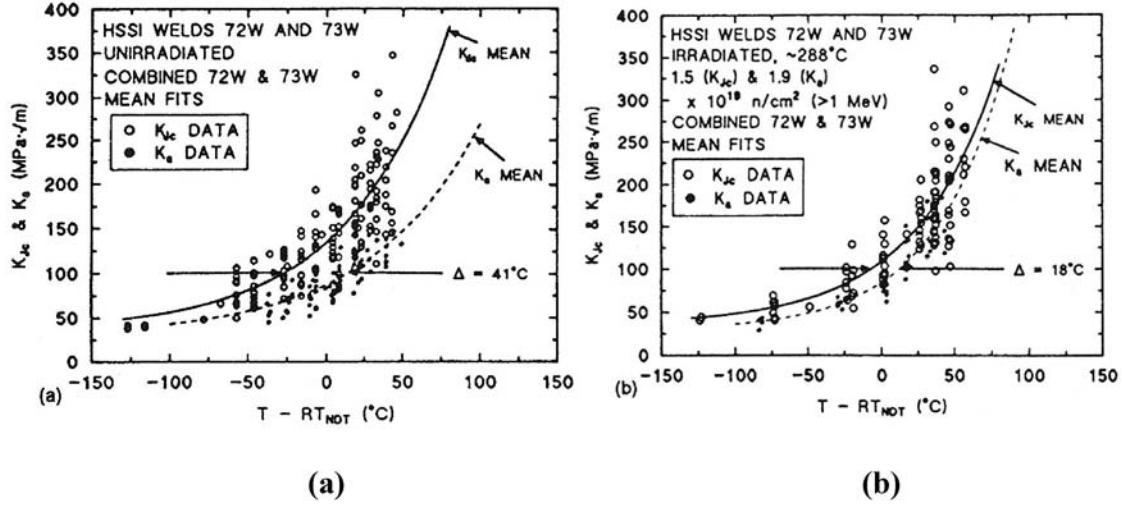 HSSI WELDS 72W AND 73W
UNIRRADIATED
COMBINED 72W & 73W
MEAN FITS
○ K_Jc DATA
● K_a DATA
K_Jc MEAN
K_a MEAN
Δ = 41°C
400
350
300
250
200
150
100
50
0
K_Jc & K_a (MPa·√m)
-150 -100 -50 0 50 100 150
T - RT_NDT (°C)
(a)
HSSI WELDS 72W AND 73W
IRRADIATED, ~288°C
1.5 (K_Jc) & 1.9 (K_a)
x 10^19 n/cm² (>1 MeV)
COMBINED 72W & 73W
MEAN FITS
○ K_Jc DATA
● K_a DATA
K_Jc MEAN
K_a MEAN
Δ = 18°C
400
350
300
250
200
150
100
50
0
K_Jc & K_a (MPa·√m)
-150 -100 -50 0 50 100 150
T - RT_NDT (°C)
(b)
(a)
(b)